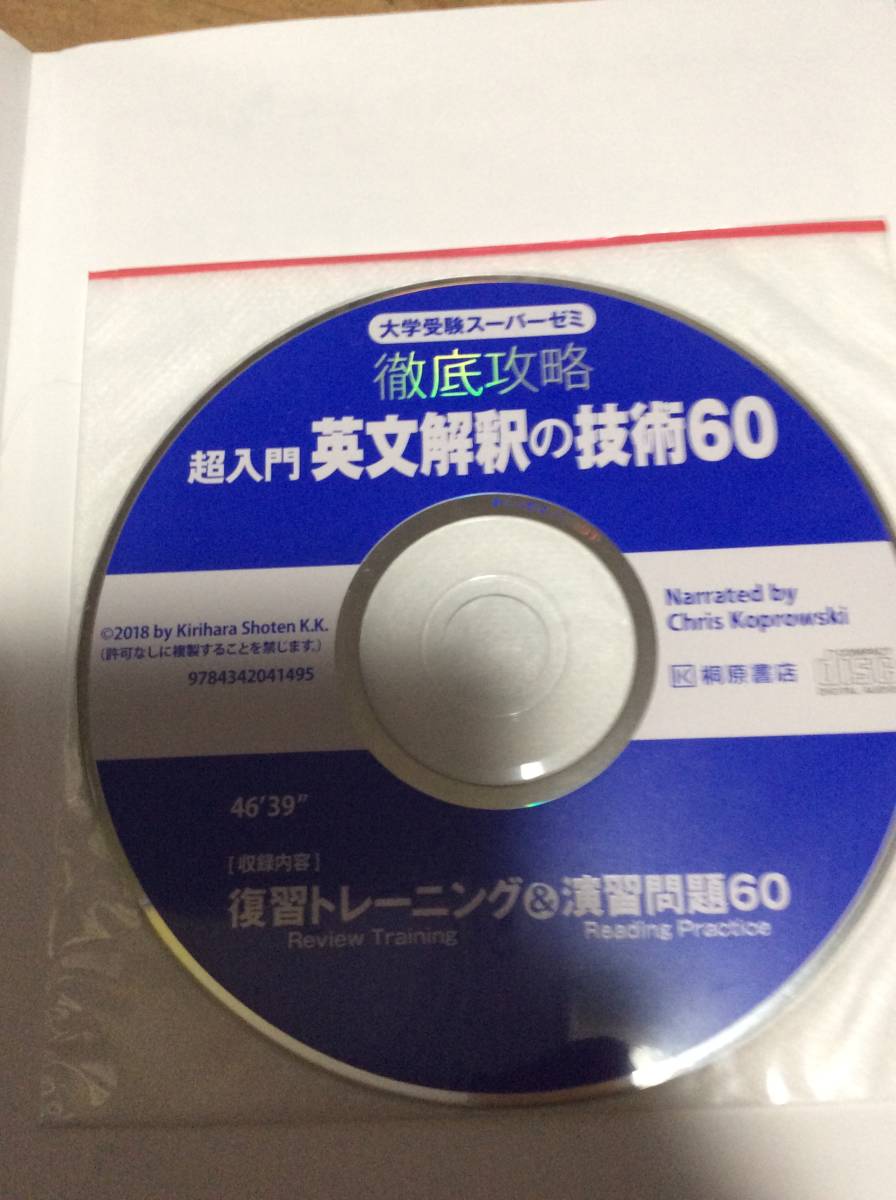 大学受験スーパーゼミ
徹底攻略
超入門 英文解釈の技術60
©2018 by Kirihara Shoten K.K.
(許可なしに複製することを禁じます。)
9784342041495
Narrated by
Chris Koprowski
K 桐原書店
COMPACT
disc
DIGITAL AUDIO
46'39"
[収録内容]
復習トレーニング&演習問題60
Review Training
Reading Practice